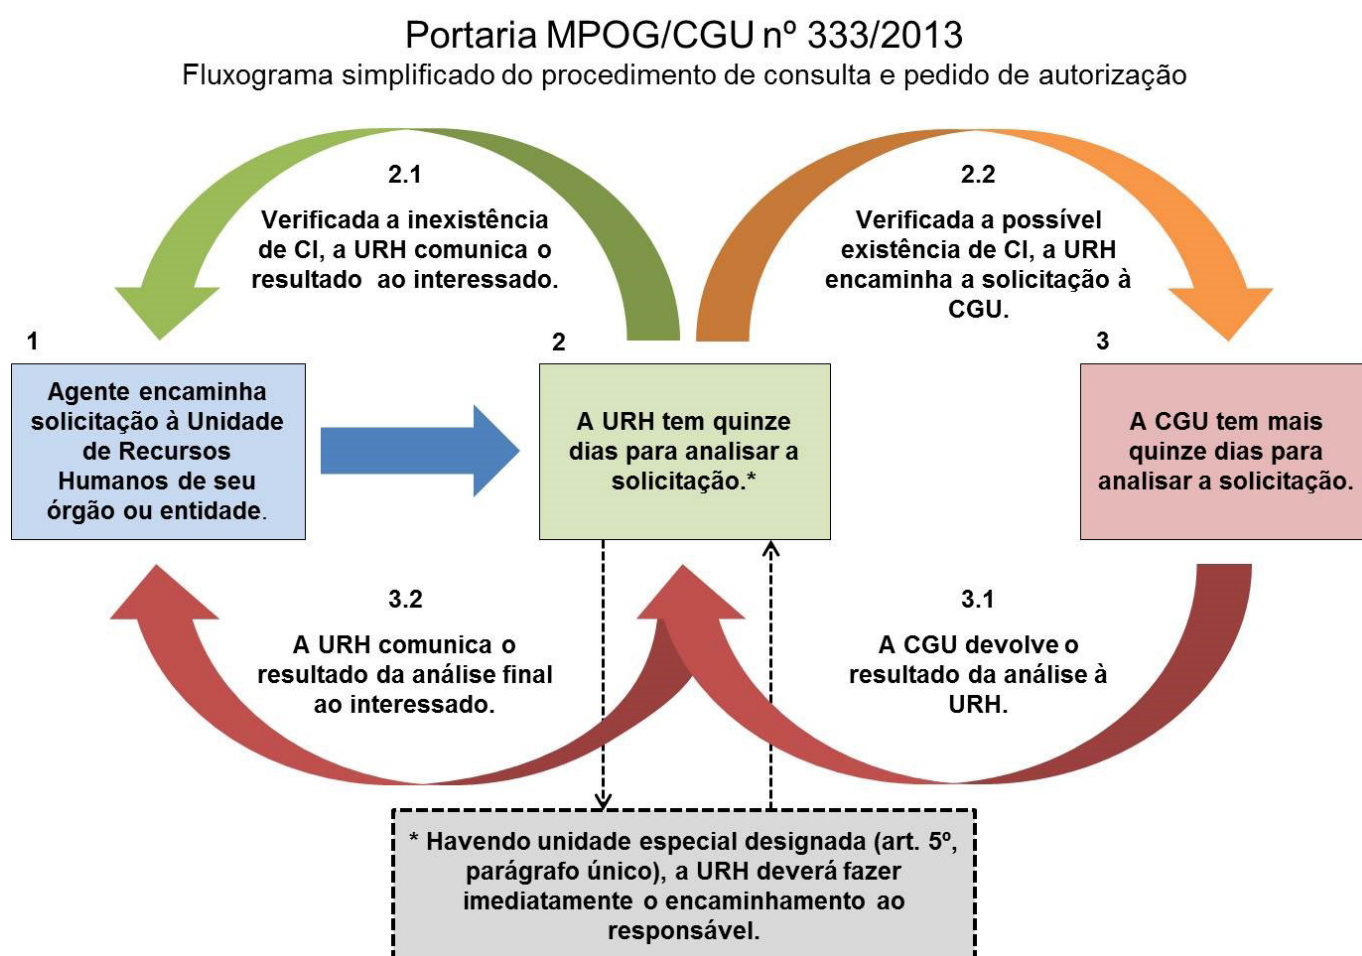 Portaria MPOG/CGU nº 333/2013
Fluxograma simplificado do procedimento de consulta e pedido de autorização
2.1
Verificada a inexistência
de CI, a URH comunica o
resultado ao interessado.
2.2
Verificada a possível
existência de CI, a URH
encaminha a solicitação à
CGU.
1
Agente encaminha
solicitação à Unidade
de Recursos
Humanos de seu
órgão ou entidade.
2
A URH tem quinze
dias para analisar a
solicitação.*
3
A CGU tem mais
quinze dias para
analisar a solicitação.
3.2
A URH comunica o
resultado da análise final
ao interessado.
3.1
A CGU devolve o
resultado da análise à
URH.
* Havendo unidade especial designada (art. 5º,
parágrafo único), a URH deverá fazer
imediatamente o encaminhamento ao
responsável.